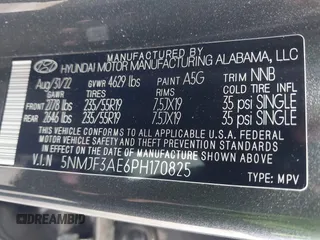 MANUFACTURED BY
HYUNDAI MOTOR MANUFACTURING ALABAMA, LLC
Aug/31/22 GVWR 4629 lbs PAINT A5G TRIM NNB
GAWR TIRES RIMS COLD TIRE INFL
FRONT 2778 lbs 235/55R19 7.5JX19 35 psi SINGLE
REAR 2646 lbs 235/55R19 7.5JX19 35 psi SINGLE
THIS VEHICLE CONFORMS TO ALL APPLICABLE FEDERAL MOTOR VEHICLE
SAFETY THEFT PREVENTION STANDARDS IN EFFECT
ON THE DATE OF MANUFACTURE SHOWN ABOVE.
V.I.N 5NMJF3AE6PH170825 TYPE: MPV